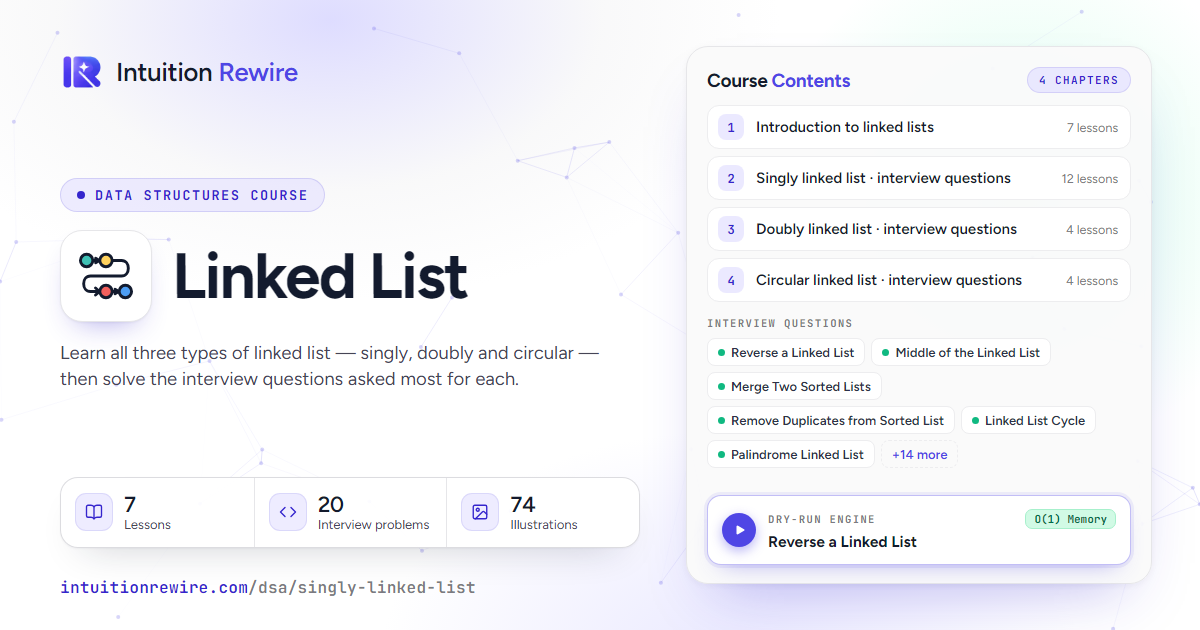 Intuition Rewire
DATA STRUCTURES COURSE
Linked List
Learn all three types of linked list — singly, doubly and circular —
then solve the interview questions asked most for each.
7
Lessons
20
Interview problems
74
Illustrations
intuitionrewire.com/dsa/singly-linked-list
Course Contents
4 CHAPTERS
1 Introduction to linked lists 7 lessons
2 Singly linked list · interview questions 12 lessons
3 Doubly linked list · interview questions 4 lessons
4 Circular linked list · interview questions 4 lessons
INTERVIEW QUESTIONS
Reverse a Linked List Middle of the Linked List
Merge Two Sorted Lists
Remove Duplicates from Sorted List Linked List Cycle
Palindrome Linked List +14 more
DRY-RUN ENGINE O(1) Memory
Reverse a Linked List